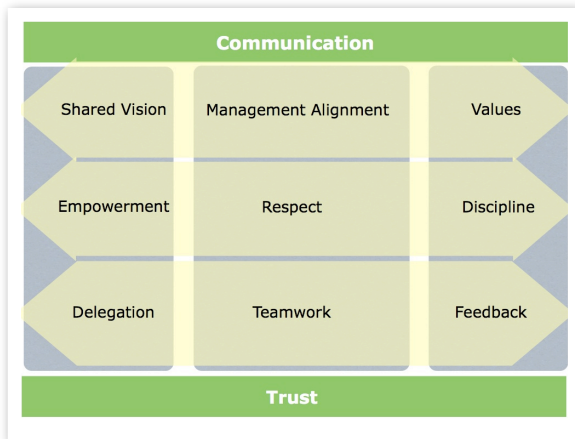 Communication
Shared Vision Management Alignment Values
Empowerment Respect Discipline
Delegation Teamwork Feedback
Trust